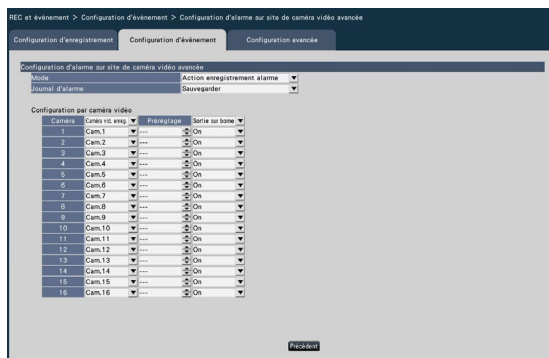 REC et évènement > Configuration d'évènement > Configuration d'alarme sur site de caméra vidéo avancée
Configuration d'enregistrement Configuration d'évènement Configuration avancée
Configuration d'alarme sur site de caméra vidéo avancée
Mode Action enregistrement alarme
Journal d'alarme Sauvegarder
Configuration par caméra vidéo
Caméra Caméra vid. enreg. Préréglage Sortie sur borne
1 Cam.1 --- On
2 Cam.2 --- On
3 Cam.3 --- On
4 Cam.4 --- On
5 Cam.5 --- On
6 Cam.6 --- On
7 Cam.7 --- On
8 Cam.8 --- On
9 Cam.9 --- On
10 Cam.10 --- On
11 Cam.11 --- On
12 Cam.12 --- On
13 Cam.13 --- On
14 Cam.14 --- On
15 Cam.15 --- On
16 Cam.16 --- On
Précédent